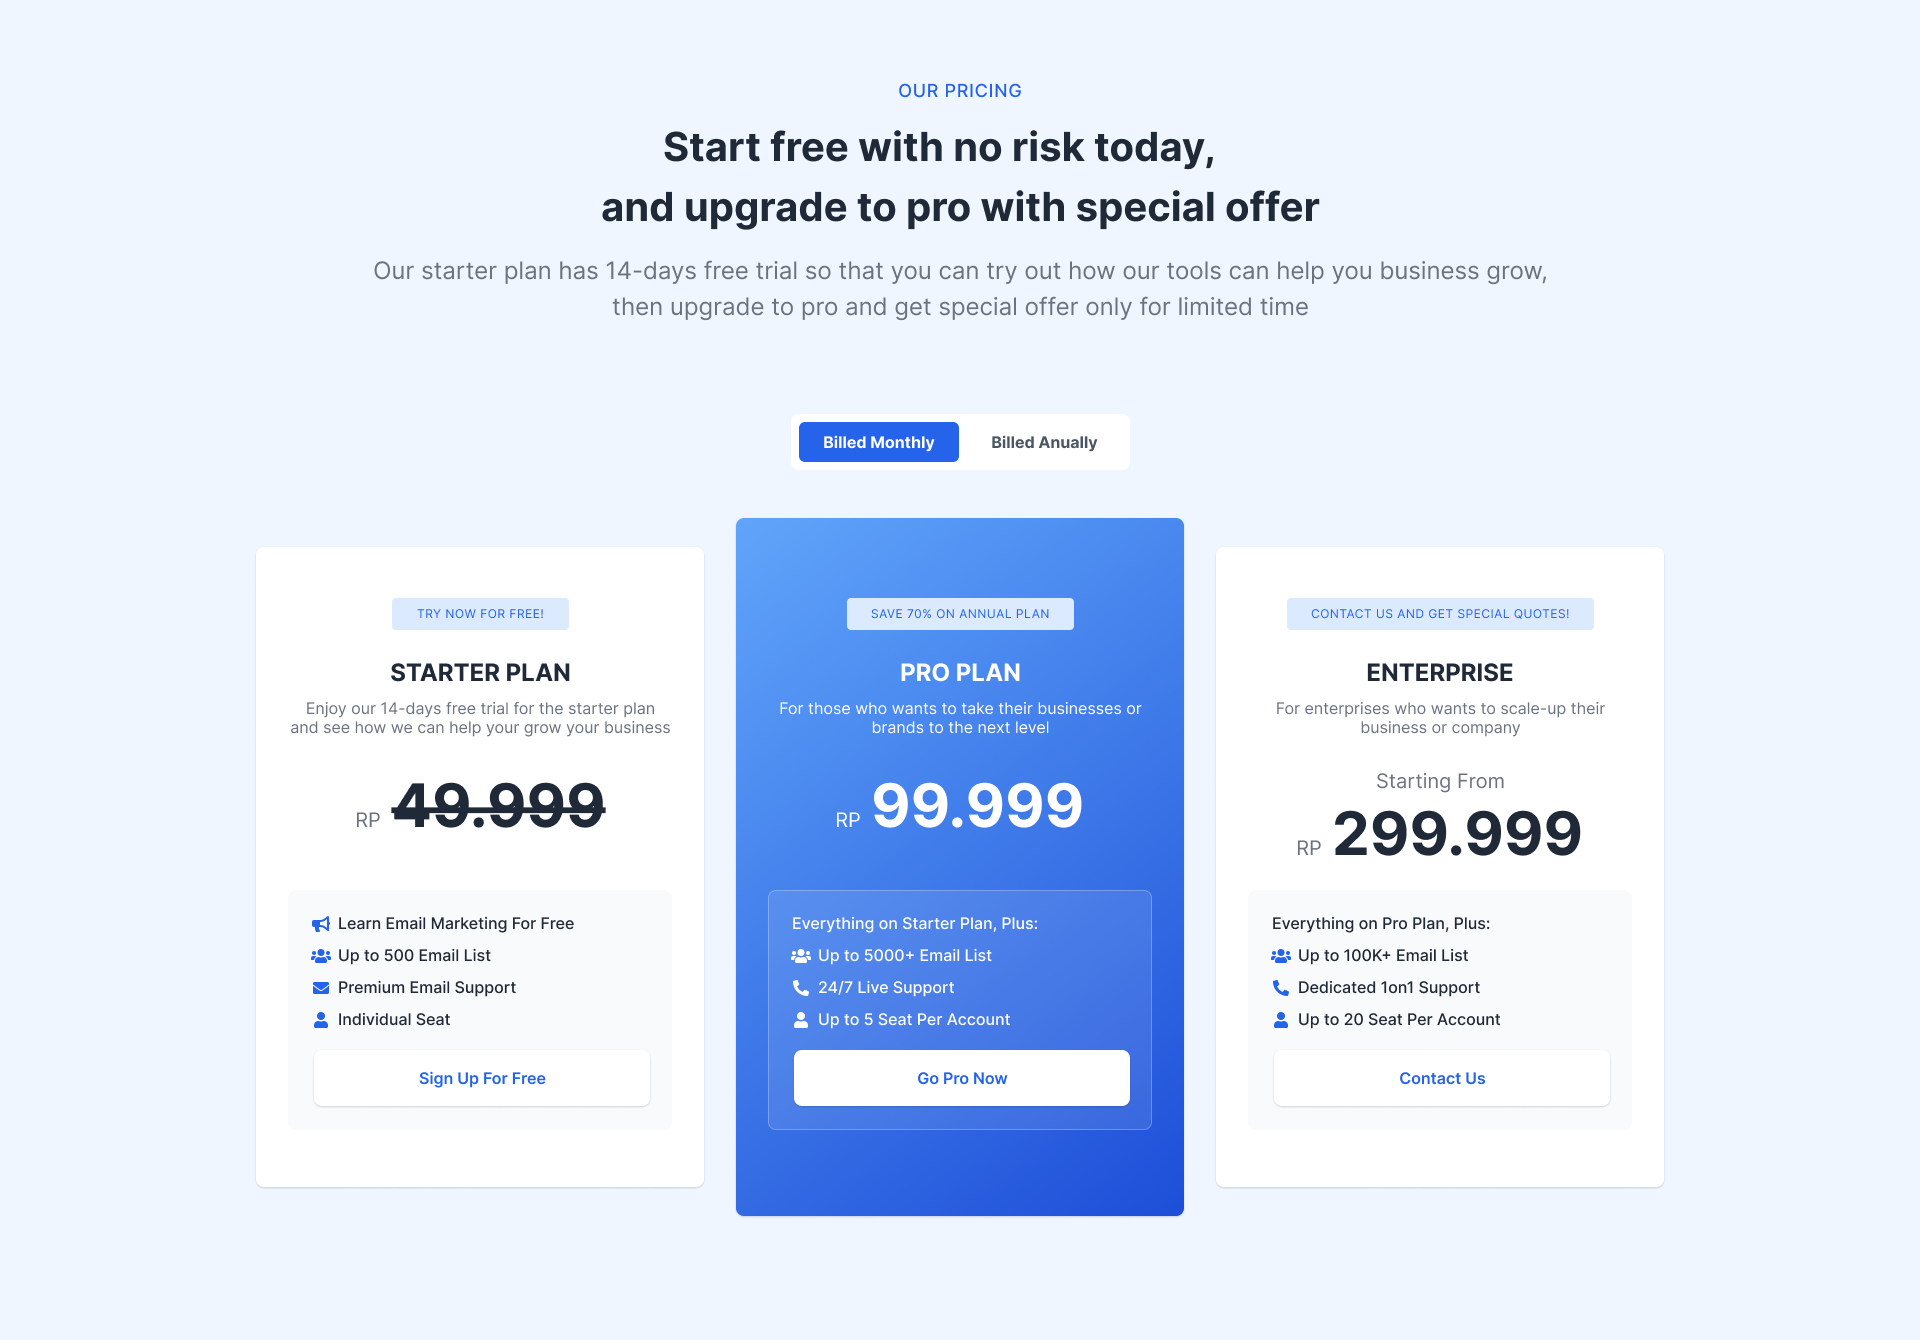 OUR PRICING
Start free with no risk today,
and upgrade to pro with special offer
Our starter plan has 14-days free trial so that you can try out how our tools can help you business grow,
then upgrade to pro and get special offer only for limited time
Billed Monthly
Billed Anually
TRY NOW FOR FREE!
STARTER PLAN
Enjoy our 14-days free trial for the starter plan
and see how we can help your grow your business
RP 49.999
Learn Email Marketing For Free
Up to 500 Email List
Premium Email Support
Individual Seat
Sign Up For Free
SAVE 70% ON ANNUAL PLAN
PRO PLAN
For those who wants to take their businesses or
brands to the next level
RP 99.999
Everything on Starter Plan, Plus:
Up to 5000+ Email List
24/7 Live Support
Up to 5 Seat Per Account
Go Pro Now
CONTACT US AND GET SPECIAL QUOTES!
ENTERPRISE
For enterprises who wants to scale-up their
business or company
Starting From
RP 299.999
Everything on Pro Plan, Plus:
Up to 100K+ Email List
Dedicated 1on1 Support
Up to 20 Seat Per Account
Contact Us